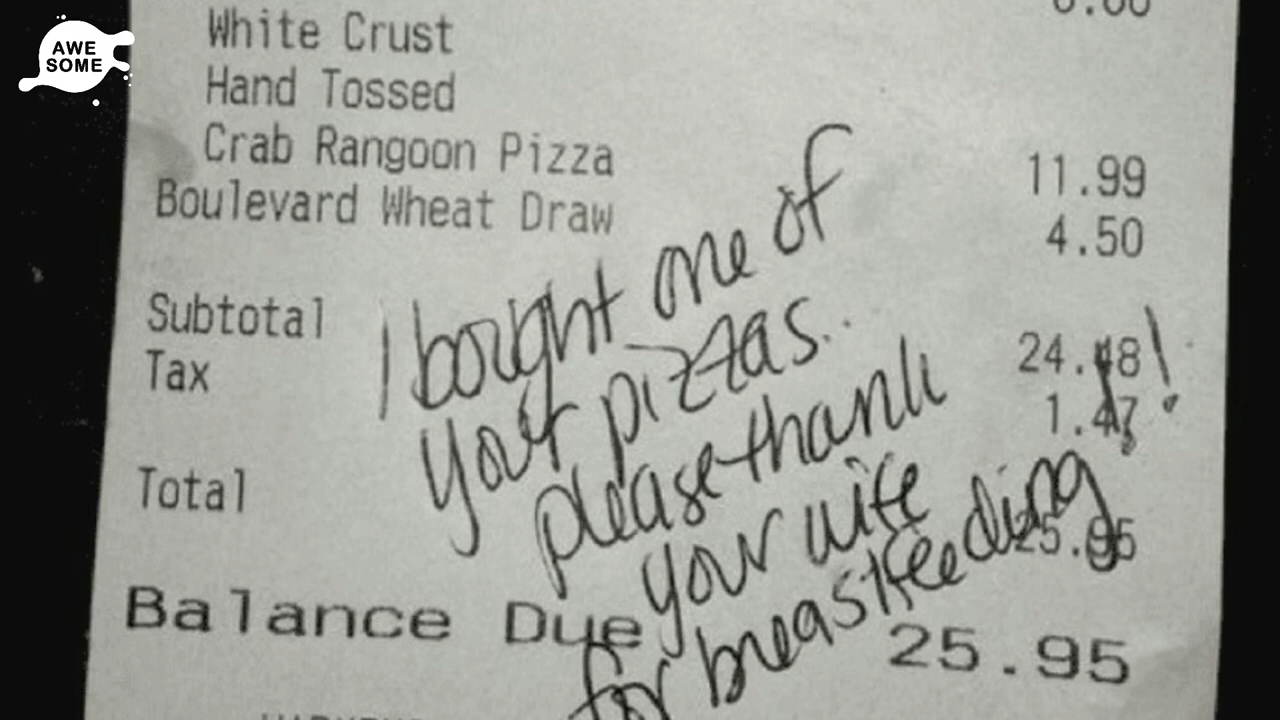 AWE
SOME
White Crust
Hand Tossed
Crab Rangoon Pizza 11.99
Boulevard Wheat Draw 4.50
Subtotal 24.48
Tax 1.47
Total 25.95
Balance Due 25.95
I bought one of
your pizzas.
please thank
your wife
for breastfeeding!!